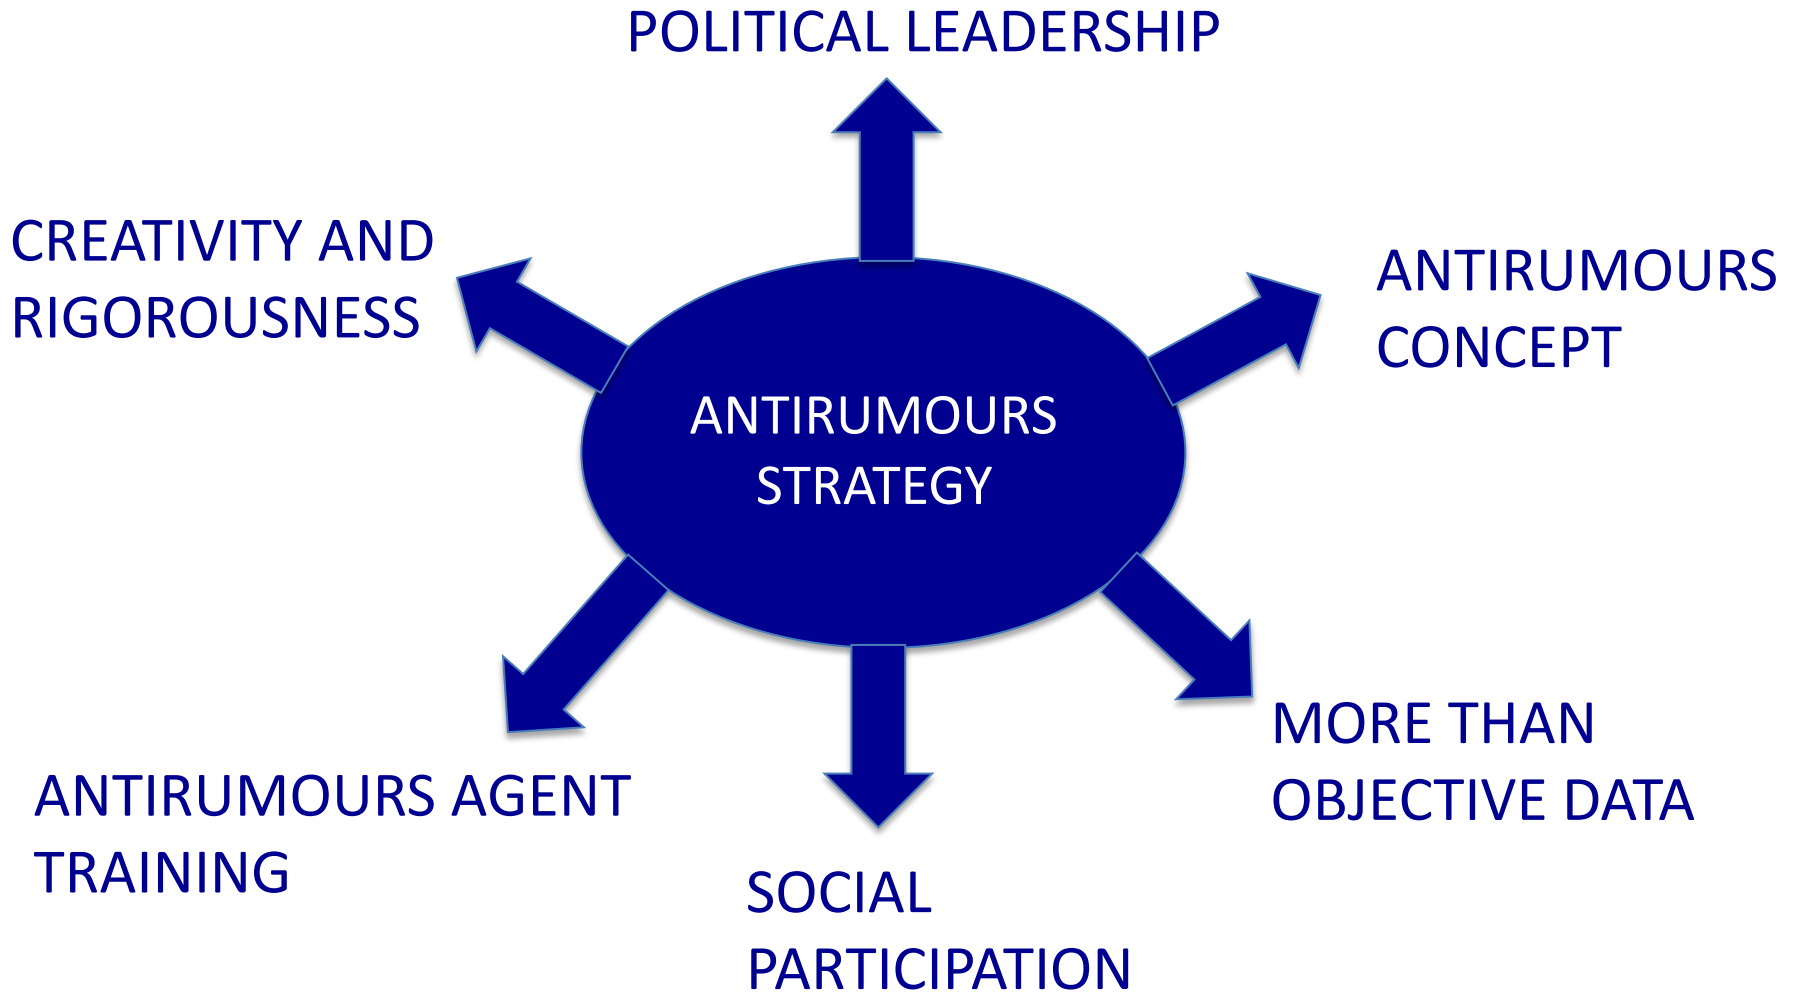 POLITICAL LEADERSHIP
CREATIVITY AND
RIGOROUSNESS
ANTIRUMOURS
CONCEPT
ANTIRUMOURS
STRATEGY
MORE THAN
OBJECTIVE DATA
ANTIRUMOURS AGENT
TRAINING
SOCIAL
PARTICIPATION